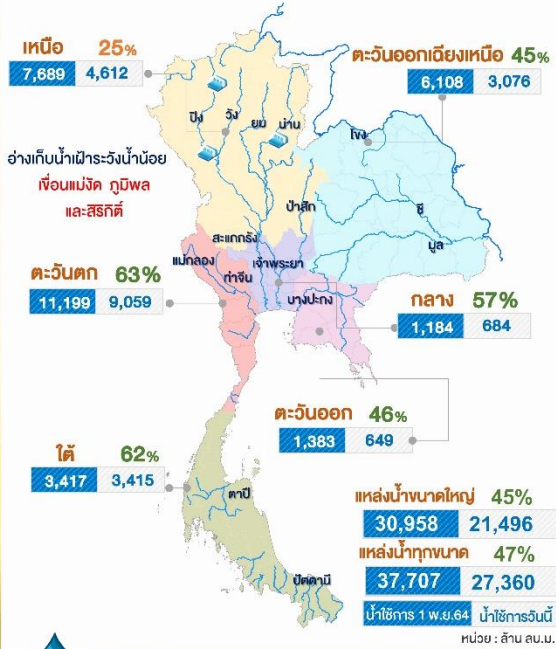 เหนือ 25%
7,689 4,612
ตะวันออกเฉียงเหนือ 45%
6,108 3,076
ปิง
วัง
ยม
น่าน
โขง
อ่างเก็บน้ำเฝ้าระวังน้ำน้อย
เขื่อนแม่งัด ภูมิพล
และสิริกิติ์
ป่าสัก
ชี
มูล
สะแกกรัง
แม่กลอง
ท่าจีน
เจ้าพระยา
บางปะกง
ตะวันตก 63%
11,199 9,059
กลาง 57%
1,184 684
ตะวันออก 46%
1,383 649
ใต้ 62%
3,417 3,415
ตาปี
ปัตตานี
แหล่งน้ำขนาดใหญ่ 45%
30,958 21,496
แหล่งน้ำทุกขนาด 47%
37,707 27,360
น้ำใช้การ 1 พ.ย.64 น้ำใช้การวันนี้
หน่วย : ล้าน ลบ.ม.